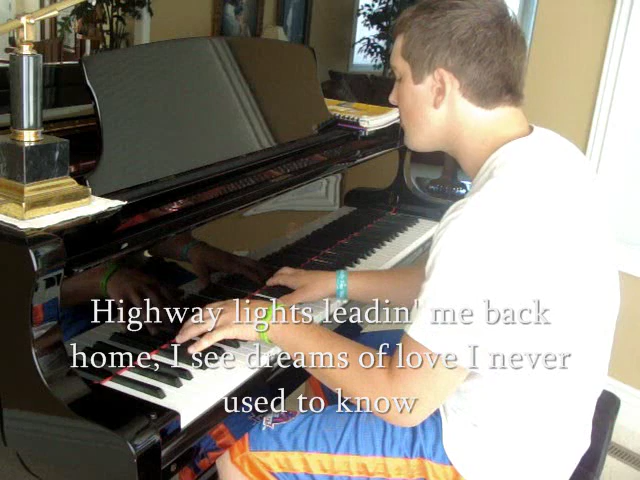 Highway lights leadin' me back
home, I see dreams of love I never
used to know